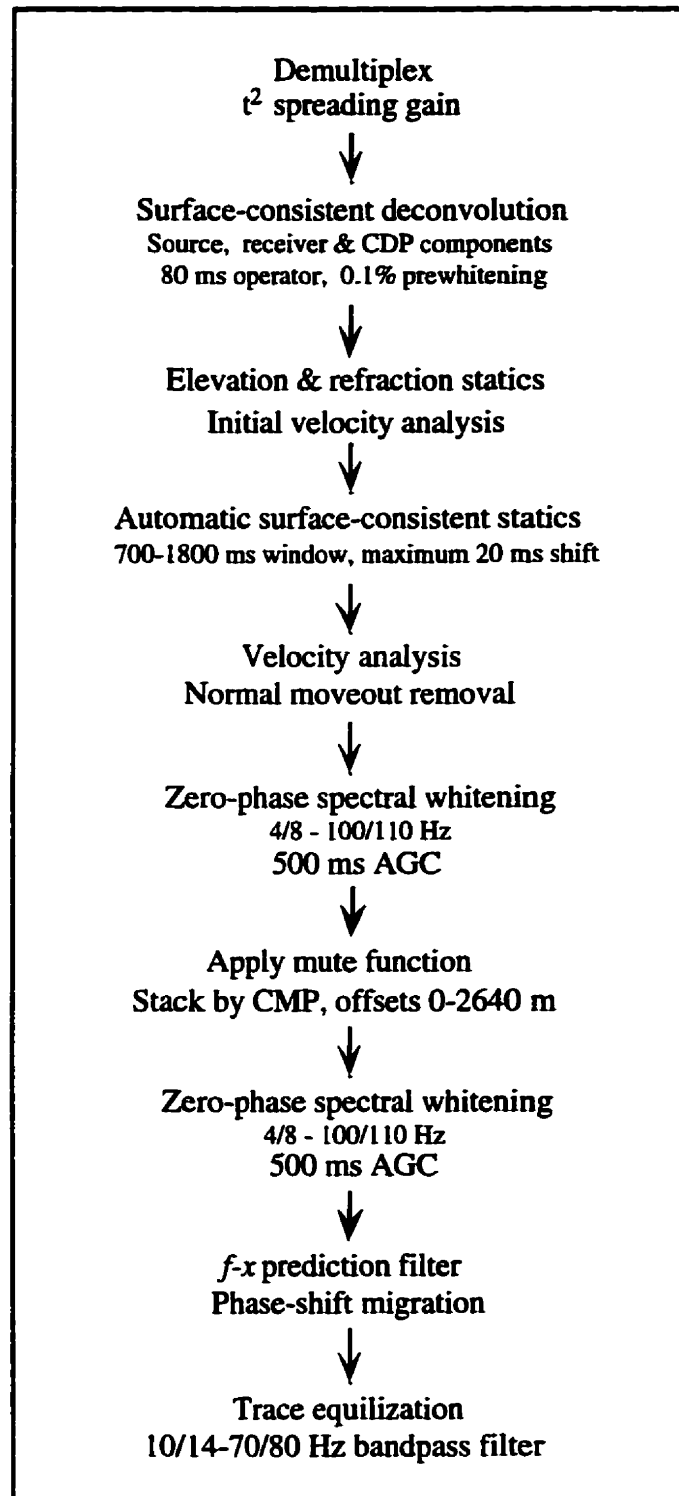 Demultiplex
t² spreading gain
Surface-consistent deconvolution
Source, receiver & CDP components
80 ms operator, 0.1% prewhitening
Elevation & refraction statics
Initial velocity analysis
Automatic surface-consistent statics
700-1800 ms window, maximum 20 ms shift
Velocity analysis
Normal moveout removal
Zero-phase spectral whitening
4/8 - 100/110 Hz
500 ms AGC
Apply mute function
Stack by CMP, offsets 0-2640 m
Zero-phase spectral whitening
4/8 - 100/110 Hz
500 ms AGC
f-x prediction filter
Phase-shift migration
Trace equilization
10/14-70/80 Hz bandpass filter